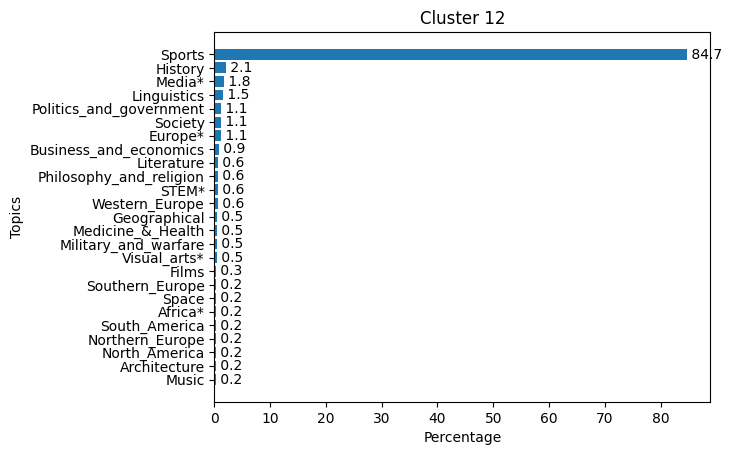 Cluster 12
Topics
Sports 84.7
History 2.1
Media* 1.8
Linguistics 1.5
Politics_and_government 1.1
Society 1.1
Europe* 1.1
Business_and_economics 0.9
Literature 0.6
Philosophy_and_religion 0.6
STEM* 0.6
Western_Europe 0.6
Geographical 0.5
Medicine_&_Health 0.5
Military_and_warfare 0.5
Visual_arts* 0.5
Films 0.3
Southern_Europe 0.2
Space 0.2
Africa* 0.2
South_America 0.2
Northern_Europe 0.2
North_America 0.2
Architecture 0.2
Music 0.2
0 10 20 30 40 50 60 70 80
Percentage